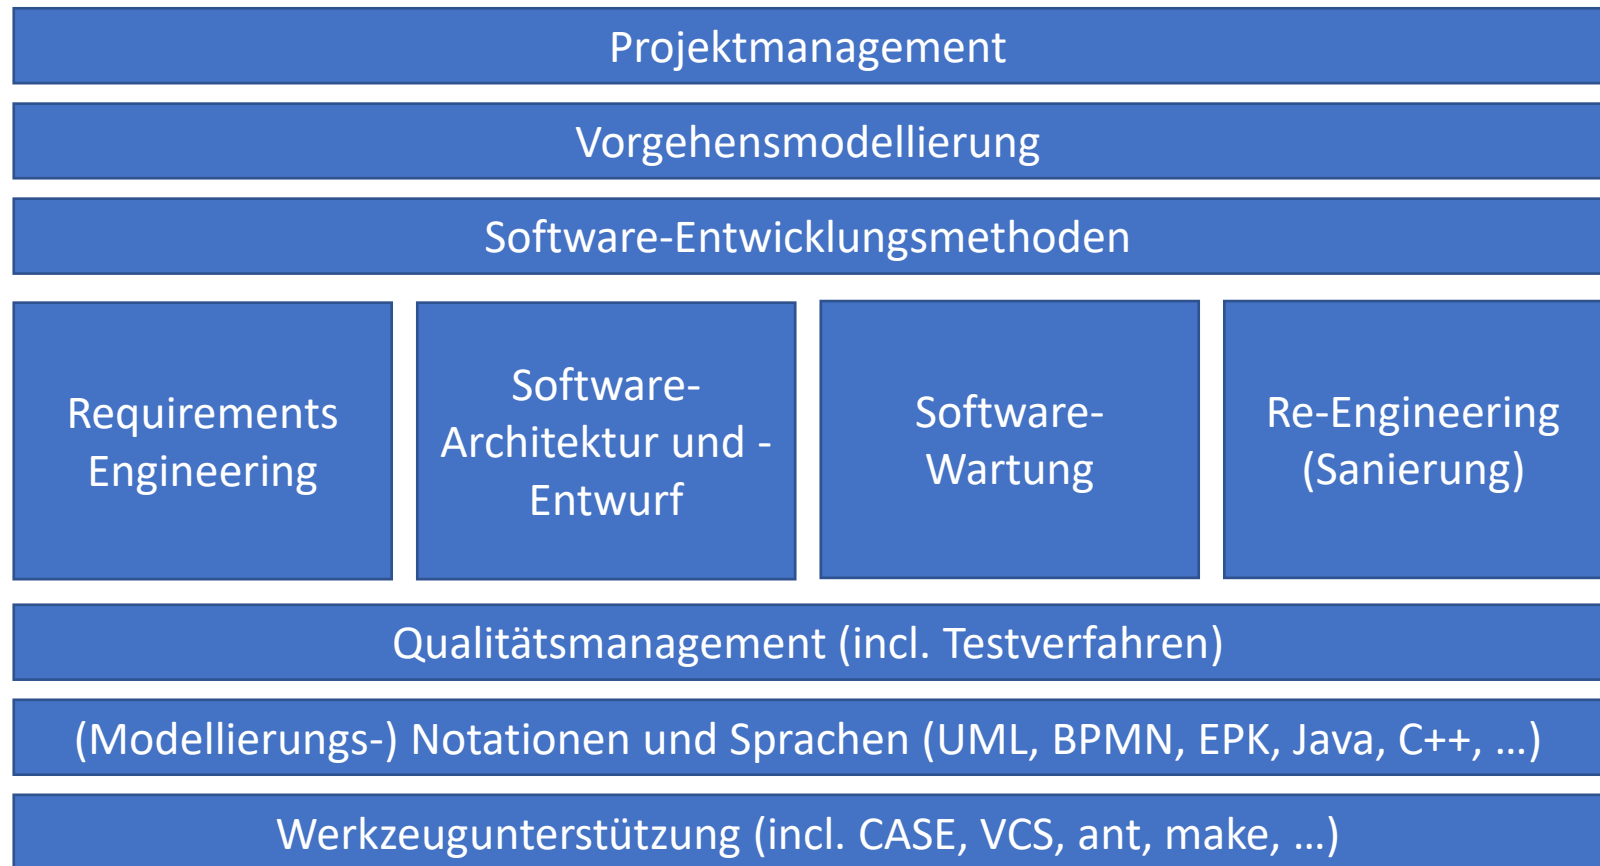 Projektmanagement
Vorgehensmodellierung
Software-Entwicklungsmethoden
Requirements
Engineering
Software-
Architektur und -
Entwurf
Software-
Wartung
Re-Engineering
(Sanierung)
Qualitätsmanagement (incl. Testverfahren)
(Modellierungs-) Notationen und Sprachen (UML, BPMN, EPK, Java, C++, …)
Werkzeugunterstützung (incl. CASE, VCS, ant, make, …)